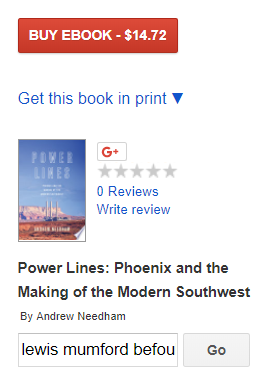 BUY EBOOK - $14.72
Get this book in print ▼
G+
POWER
LINES
ANDREW NEEDHAM
0 Reviews
Write review
Power Lines: Phoenix and the
Making of the Modern Southwest
By Andrew Needham
lewis mumford befou
Go